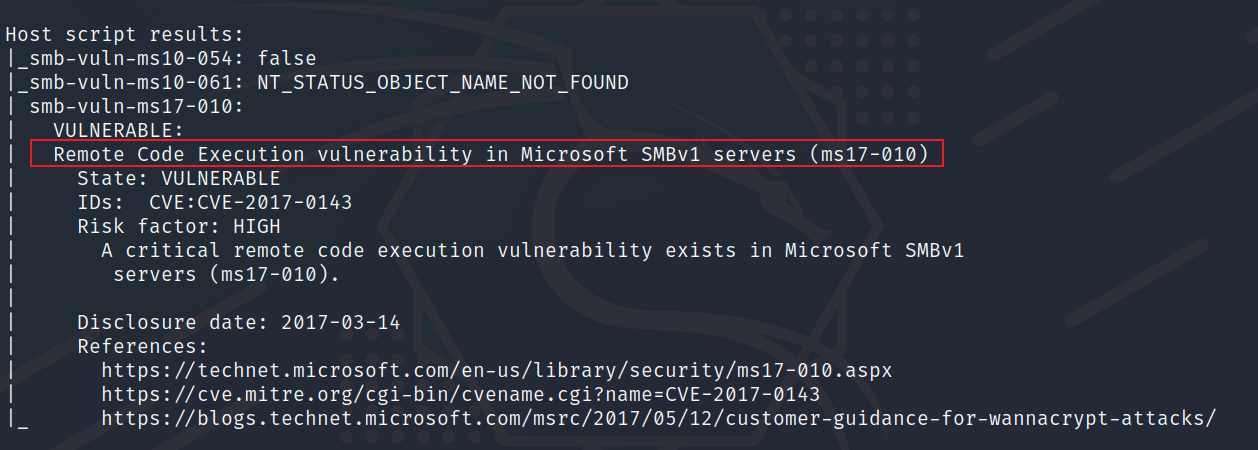 Host script results:
|_smb-vuln-ms10-054: false
|_smb-vuln-ms10-061: NT_STATUS_OBJECT_NAME_NOT_FOUND
| smb-vuln-ms17-010:
|   VULNERABLE:
|   Remote Code Execution vulnerability in Microsoft SMBv1 servers (ms17-010)
|     State: VULNERABLE
|     IDs:  CVE:CVE-2017-0143
|     Risk factor: HIGH
|       A critical remote code execution vulnerability exists in Microsoft SMBv1
|        servers (ms17-010).
|
|     Disclosure date: 2017-03-14
|     References:
|       https://technet.microsoft.com/en-us/library/security/ms17-010.aspx
|       https://cve.mitre.org/cgi-bin/cvename.cgi?name=CVE-2017-0143
|_      https://blogs.technet.microsoft.com/msrc/2017/05/12/customer-guidance-for-wannacrypt-attacks/